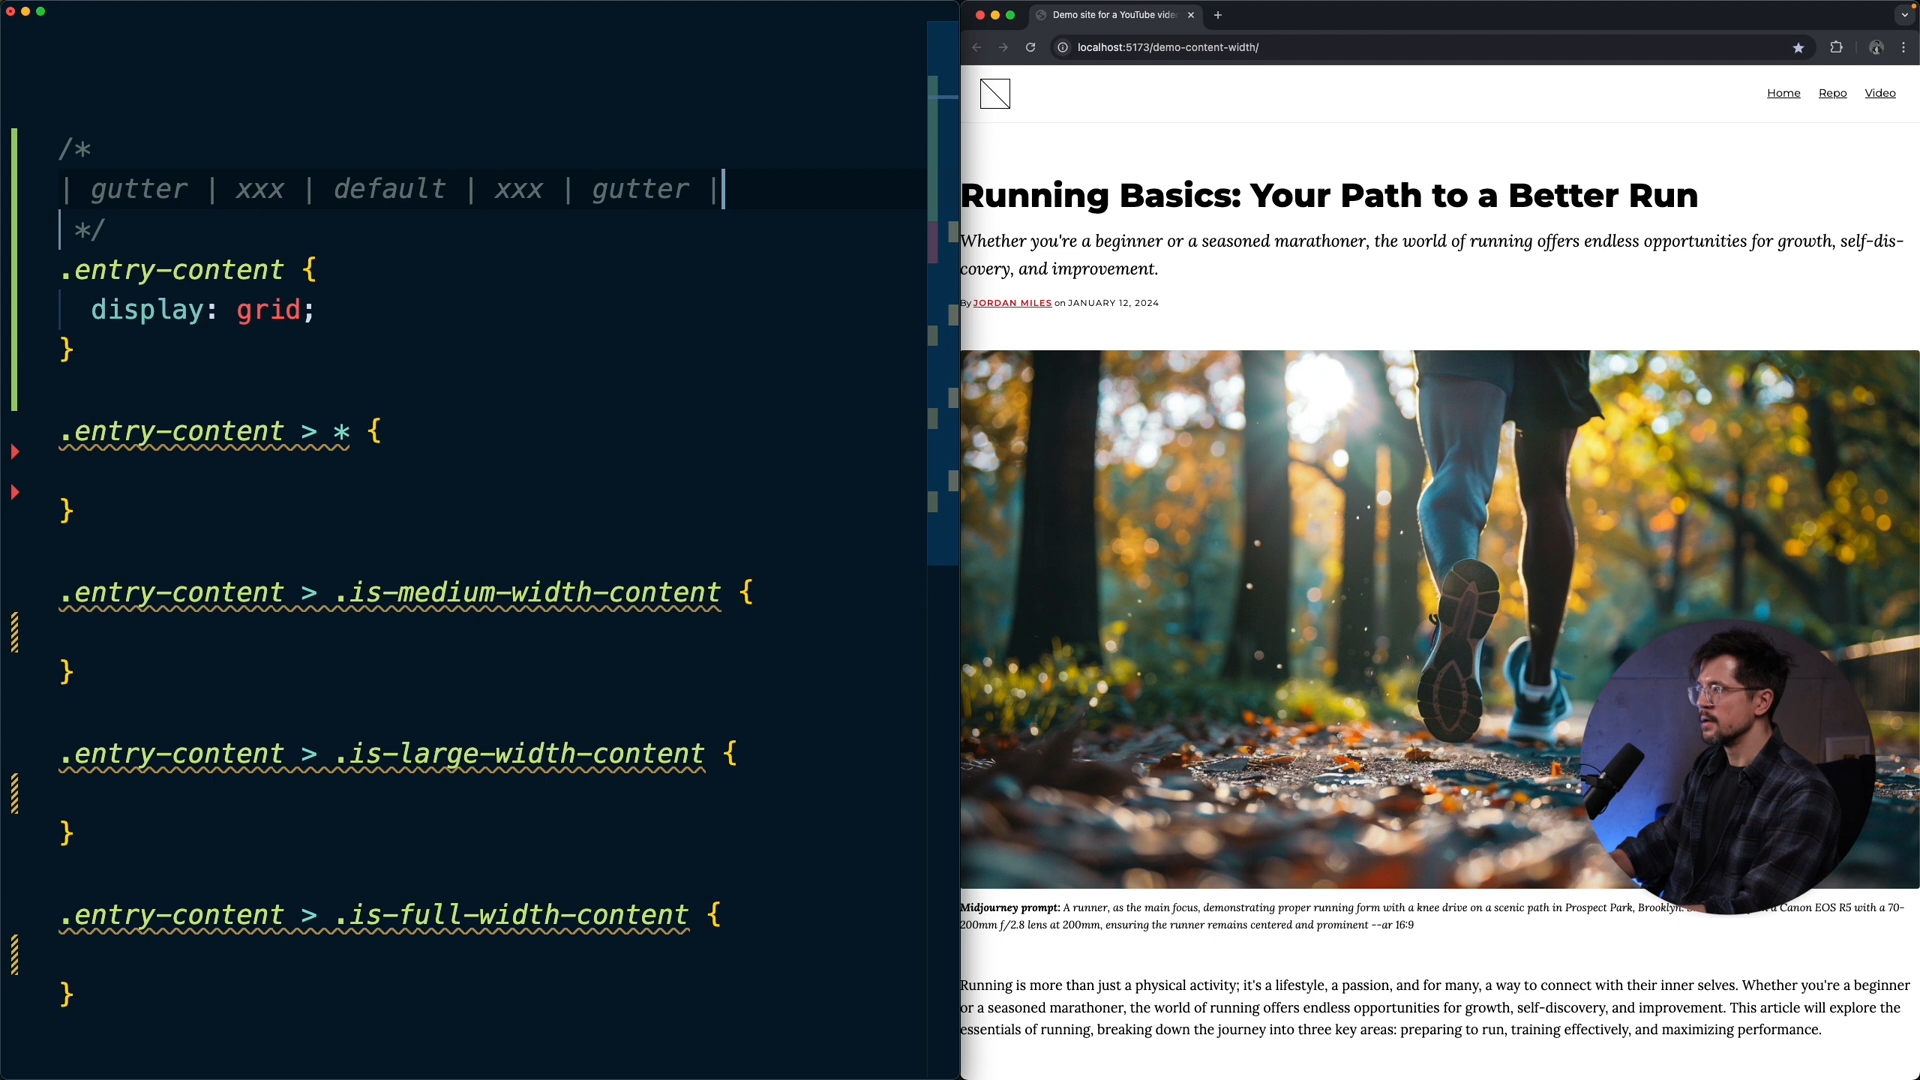 /*
| gutter | xxx | default | xxx | gutter |
*/
.entry-content {
display: grid;
}
.entry-content > * {
}
.entry-content > .is-medium-width-content {
}
.entry-content > .is-large-width-content {
}
.entry-content > .is-full-width-content {
}
Demo site for a YouTube vide
localhost:5173/demo-content-width/
Home Repo Video
Running Basics: Your Path to a Better Run
Whether you're a beginner or a seasoned marathoner, the world of running offers endless opportunities for growth, self-dis-
covery, and improvement.
By JORDAN MILES on JANUARY 12, 2024
Midjourney prompt: A runner, as the main focus, demonstrating proper running form with a knee drive on a scenic path in Prospect Park, Brooklyn. Canon EOS R5 with a 70-
200mm f/2.8 lens at 200mm, ensuring the runner remains centered and prominent --ar 16:9
Running is more than just a physical activity; it's a lifestyle, a passion, and for many, a way to connect with their inner selves. Whether you're a beginner
or a seasoned marathoner, the world of running offers endless opportunities for growth, self-discovery, and improvement. This article will explore the
essentials of running, breaking down the journey into three key areas: preparing to run, training effectively, and maximizing performance.